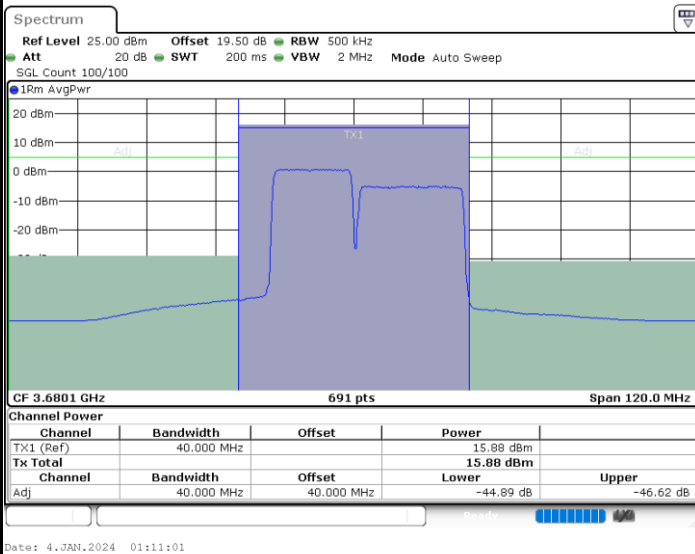 Spectrum
Ref Level 25.00 dBm Offset 19.50 dB RBW 500 kHz
Att 20 dB SWT 200 ms VBW 2 MHz Mode Auto Sweep
SGL Count 100/100
1Rm AvgPwr
20 dBm
TX1
10 dBm
Adj Adj
0 dBm
-10 dBm
-20 dBm
CF 3.6801 GHz 691 pts Span 120.0 MHz
Channel Power
Channel Bandwidth Offset Power
TX1 (Ref) 40.000 MHz 15.88 dBm
Tx Total 15.88 dBm
Channel Bandwidth Offset Lower Upper
Adj 40.000 MHz 40.000 MHz -44.89 dB -46.62 dB
Ready
Date: 4.JAN.2024 01:11:01